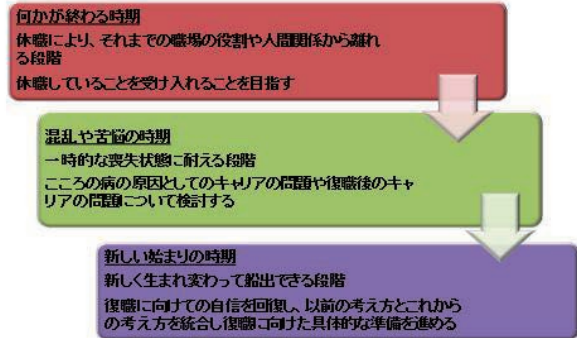 何かが終わる時期
休職により、それまでの職場の役割や人間関係から離れ
る段階
休職していることを受け入れることを目指す
混乱や苦悩の時期
一時的な喪失状態に耐える段階
こころの病の原因としてのキャリアの問題や復職後のキャ
リアの問題について検討する
新しい始まりの時期
新しく生まれ変わって船出できる段階
復職に向けての自信を回復し、以前の考え方とこれから
の考え方を統合し復職に向けた具体的な準備を進める